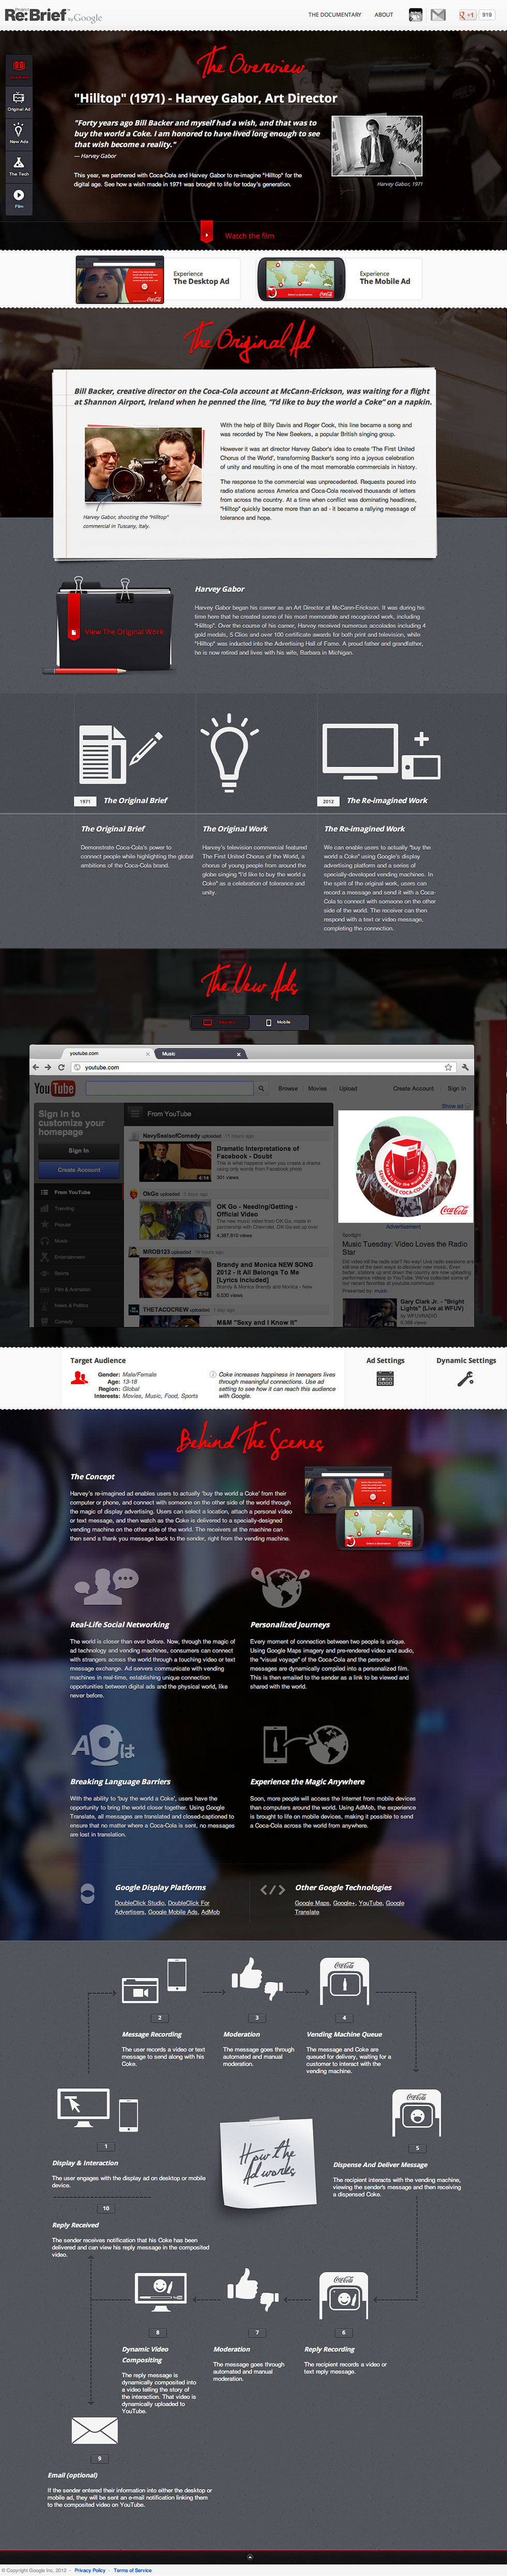 Re:Brief by Google
THE DOCUMENTARY ABOUT
+1 919
The Overview
Original Ad
New Ads
The Tech
Film
"Hilltop" (1971) - Harvey Gabor, Art Director
"Forty years ago Bill Backer and myself had a wish, and that was to
buy the world a Coke. I am honored to have lived long enough to see
that wish become a reality."
— Harvey Gabor
This year, we partnered with Coca-Cola and Harvey to re-imagine "Hilltop" for the
digital age. See how a wish made in 1971 was brought to life for today's generation.
Harvey Gabor, 1971
Watch the film
Experience
The Desktop Ad
Experience
The Mobile Ad
The Original Ad
Bill Backer, creative director on the Coca-Cola account at McCann-Erickson, was waiting for a flight
at Shannon Airport, Ireland when he penned the line, "I'd like to buy the world a Coke" on a napkin.
With the help of Billy Davis and Roger Cook, this line became a song and
was recorded by The New Seekers, a popular British singing group.
However it was art director Harvey Gabor's idea to create 'The First United
Chorus of the World', transforming Backer's song into a joyous celebration
of unity and resulting in one of the most memorable commercials in history.
The response to the commercial was unprecedented. Requests poured into
radio stations across America and Coca-Cola received thousands of letters
from across the country. At a time when conflict was dominating headlines,
"Hilltop" quickly became more than an ad - it became a rallying message of
tolerance and hope.
Harvey Gabor, shooting the "Hilltop"
commercial in Tuscany, Italy.
View The Original Work
Harvey Gabor
Harvey Gabor began his career as an Art Director at McCann-Erickson. It was during his
time here that he created some of his most memorable and recognized work, including
"Hilltop". Over the course of his career, Harvey received numerous accolades including 4
gold medals, 5 Clios and over 100 certificate awards for both print and television, while
"Hilltop" was inducted into the Advertising Hall of Fame. A proud father and grandfather,
he is now retired and lives with his wife, Barbara in Michigan.
1971 The Original Brief
2012 The Re-imagined Work
The Original Brief
Demonstrate Coca-Cola's power to
connect people while highlighting the global
ambitions of the Coca-Cola brand.
The Original Work
Harvey's television commercial featured
The First United Chorus of the World, a
chorus of young people from around the
globe singing "I'd like to buy the world a
Coke" as a celebration of tolerance and
unity.
The Re-imagined Work
We can enable users to actually "buy the
world a Coke" using Google's display
advertising platform and a series of
specially-developed vending machines. In
the spirit of the original work, users can
record a message and send it with a Coca-
Cola to connect with someone on the other
side of the world. The receiver can then
respond with a text or video message,
completing the connection.
The New Ads
Mobile
youtube.com
Music
youtube.com
YouTube
Browse Movies Upload Create Account Sign In
Sign in to
customize your
homepage
Sign In
Create Account
From YouTube
Trending
Popular
Music
Entertainment
Sports
Film & Animation
News & Politics
Comedy
From YouTube
NavySealsofComedy uploaded 11 hours ago
Dramatic Interpretations of
Facebook - Doubt
301 views
4:14
OkGo uploaded 2 days ago
OK Go - Needing/Getting -
Official Video
The new music video from OK Go, made in
partnership with Chevrolet. OK Go set up over
MROB123 uploaded
Brandy and Monica NEW SONG
2012 - It All Belongs To Me
[Lyrics Included]
Brandy & Monica Brandy and Monica
THETACOCREW uploaded 1 day ago
M&M "Sexy and I Know It"
Show ad
Coca-Cola
Advertisement
Spotlight
Music Tuesday: Video Loves the Radio
Star
Presented by: music
Gary Clark Jr. - "Bright
Lights" (Live at WFUV)
Target Audience
Gender: Male/Female
Age: 13-18
Region: Global
Interests: Movies, Music, Food, Sports
Coke increases happiness in teenagers lives
through meaningful connections. Use ad
setting to see how it can reach this audience
with Google.
Ad Settings
Dynamic Settings
Behind The Scenes
The Concept
Harvey's re-imagined ad enables users to actually 'buy the world a Coke' from their
computer or phone, and connect with someone on the other side of the world through
the magic of display advertising. Users can select a location, attach a personal video
or text message, and then watch as the Coke is delivered to a specially-designed
vending machine on the other side of the world. The receivers at the machine can
then send a thank you message back to the sender, right from the vending machine.
Real-Life Social Networking
The world is closer than ever before. Now, through the magic of
ad technology and vending machines, consumers can connect
with strangers across the world through a touching video or text
message exchange. Ad servers communicate with vending
machines in real-time, establishing unique connection
opportunities between digital ads and the physical world, like
never before.
Personalized Journeys
Every moment of connection between two people is unique.
Using Google Maps imagery and pre-rendered video and audio,
the "visual voyage" of the Coca-Cola and the personal
messages are dynamically compiled into a personalized film.
This is then emailed to the sender as a link to be viewed and
shared with the world.
Aは
Breaking Language Barriers
With the ability to 'buy the world a Coke', users have the
opportunity to bring the world closer together. Using Google
Translate, all messages are translated and closed-captioned to
ensure that no matter where a Coca-Cola is sent, no messages
are lost in translation.
Experience the Magic Anywhere
Soon, more people will access the Internet from mobile devices
than computers around the world. Using AdMob, the experience
is brought to life on mobile devices, making it possible to send
a Coca-Cola across the world from anywhere.
Google Display Platforms
DoubleClick Studio, DoubleClick For
Advertisers, Google Mobile Ads, AdMob
Other Google Technologies
Google Maps, Google+, YouTube, Google
Translate
2
Message Recording
The user records a video or text
message to send along with his
Coke.
3
Moderation
The message goes through
automated and manual
moderation.
Coca-Cola
4
Vending Machine Queue
The message and Coke are
queued for delivery, waiting for a
customer to interact with the
vending machine.
1
Display & Interaction
The user engages with the display ad on desktop or mobile
device.
How the
Ad works
Coca-Cola
5
Dispense And Deliver Message
The recipient interacts with the vending machine,
viewing the sender's message and then receiving
a dispensed Coke.
10
Reply Received
The sender receives notification that his Coke has been
delivered and can view his reply message in the composited
video.
8
Dynamic Video
Compositing
The reply message is
dynamically composited into
a video telling the story of
the interaction. That video is
dynamically uploaded to
YouTube.
7
Moderation
The message goes through
automated and manual
moderation.
Coca-Cola
6
Reply Recording
The recipient records a video or
text reply message.
9
Email (optional)
If the sender entered their information into either the desktop or
mobile ad, they will be sent an e-mail notification linking them
to the composited video on YouTube.
© Copyright Google Inc. 2012 - Privacy Policy - Terms of Service